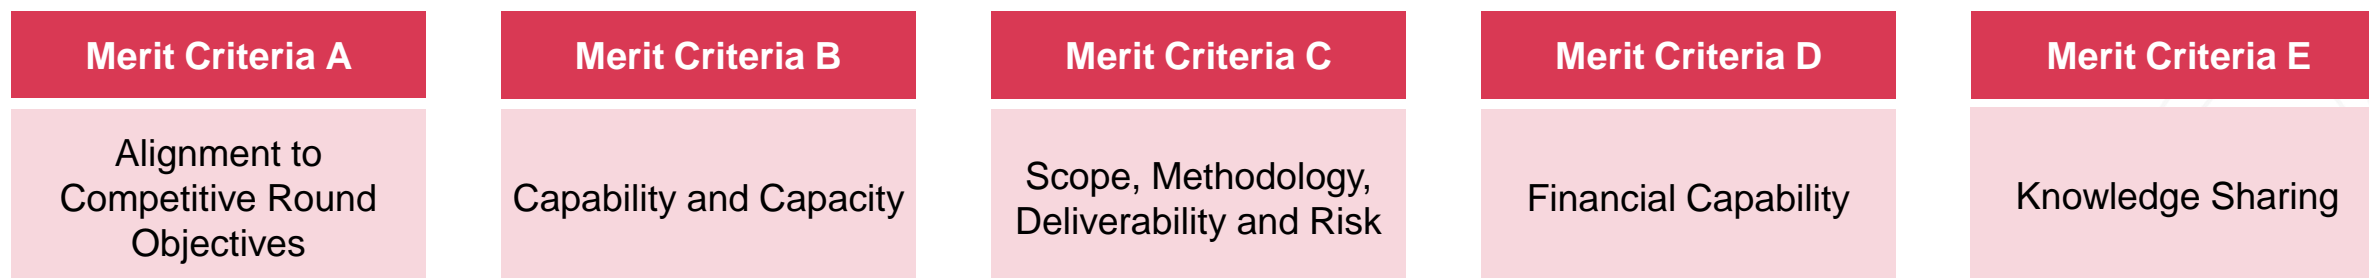 Merit Criteria A
Alignment to
Competitive Round
Objectives
Merit Criteria B
Capability and Capacity
Merit Criteria C
Scope, Methodology,
Deliverability and Risk
Merit Criteria D
Financial Capability
Merit Criteria E
Knowledge Sharing